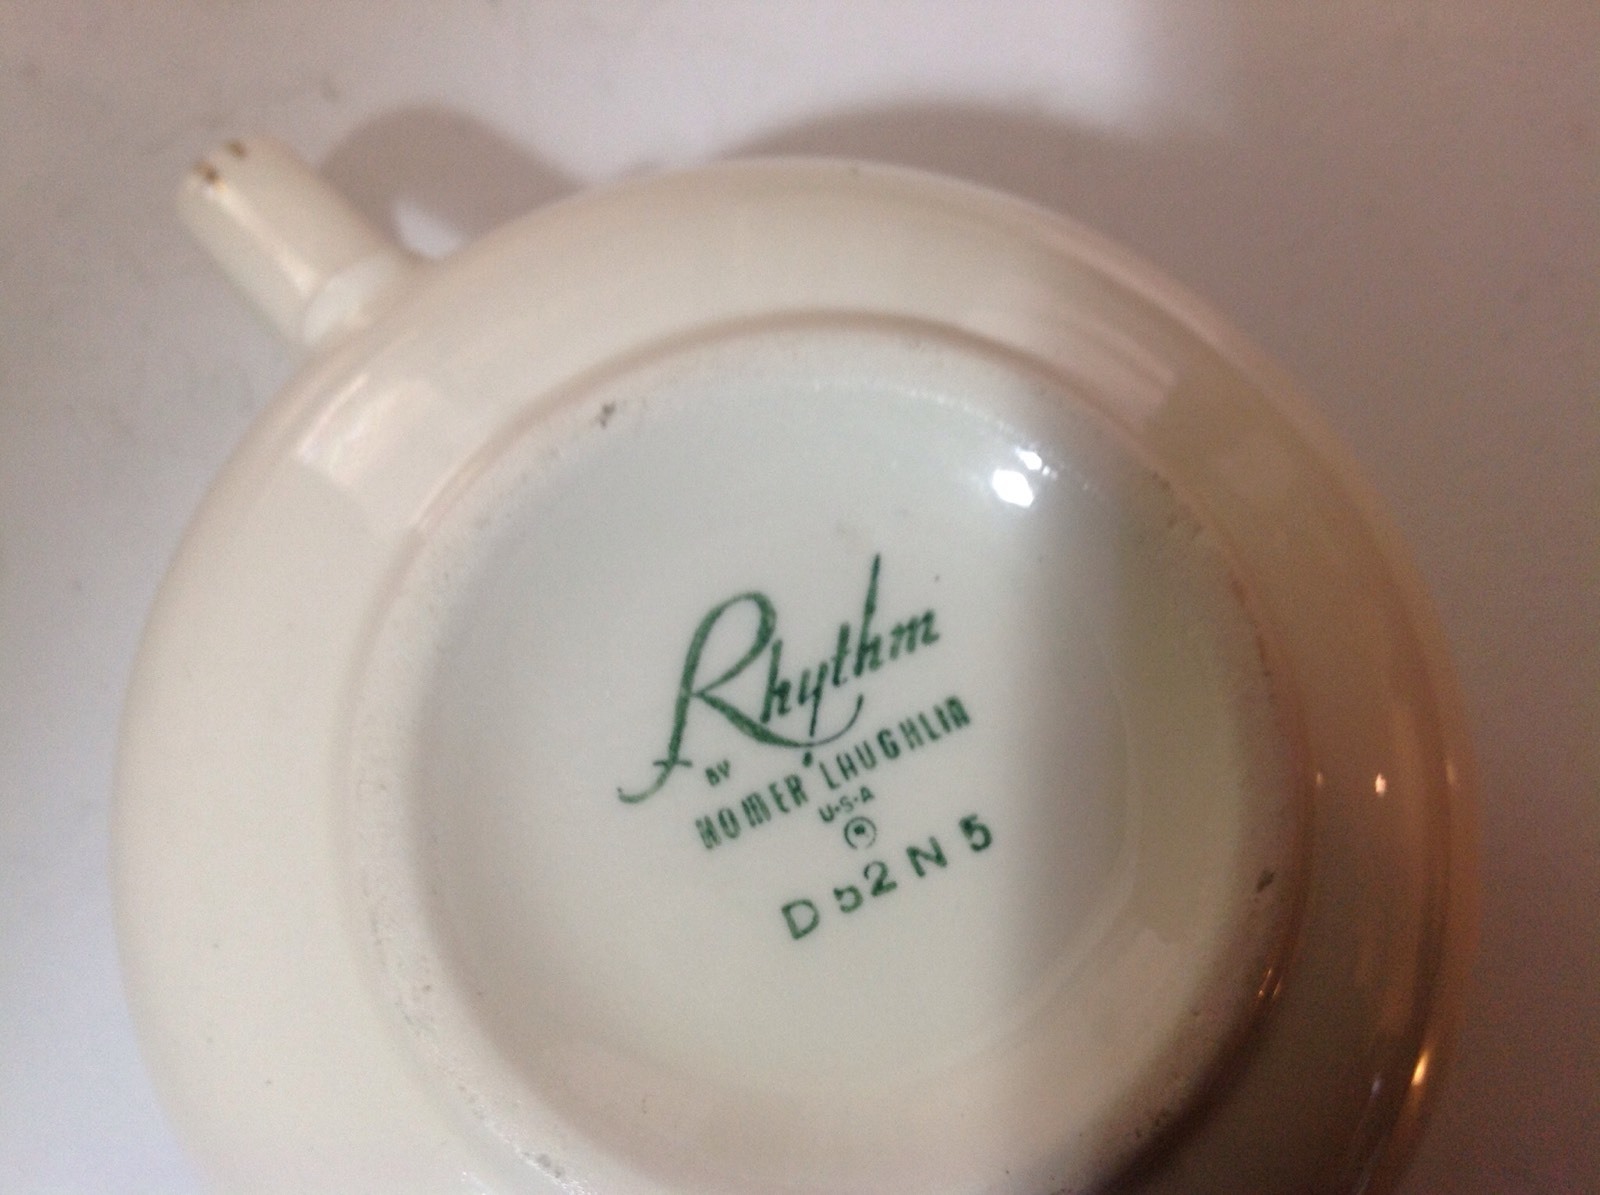 Rhythm
BY
HOMER LAUGHLIN
U·S·A
®
D 52 N 5